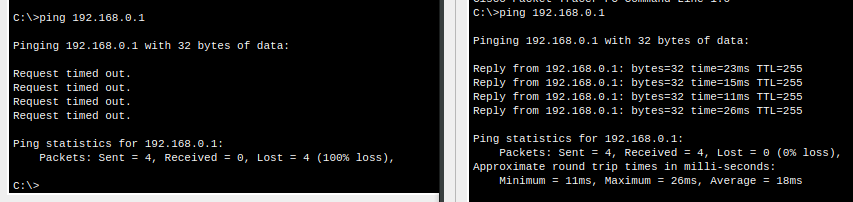 C:\>ping 192.168.0.1
Pinging 192.168.0.1 with 32 bytes of data:
Request timed out.
Request timed out.
Request timed out.
Request timed out.
Ping statistics for 192.168.0.1:
Packets: Sent = 4, Received = 0, Lost = 4 (100% loss),
C:\>
C:\>ping 192.168.0.1
Pinging 192.168.0.1 with 32 bytes of data:
Reply from 192.168.0.1: bytes=32 time=23ms TTL=255
Reply from 192.168.0.1: bytes=32 time=15ms TTL=255
Reply from 192.168.0.1: bytes=32 time=11ms TTL=255
Reply from 192.168.0.1: bytes=32 time=26ms TTL=255
Ping statistics for 192.168.0.1:
Packets: Sent = 4, Received = 4, Lost = 0 (0% loss),
Approximate round trip times in milli-seconds:
Minimum = 11ms, Maximum = 26ms, Average = 18ms